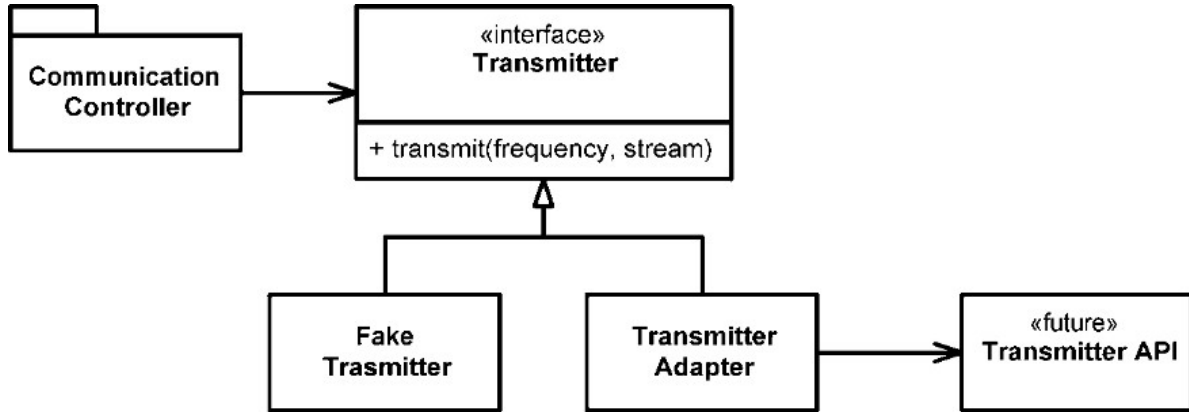 Communication
Controller
«interface»
Transmitter
+ transmit(frequency, stream)
Fake
Trasmitter
Transmitter
Adapter
«future»
Transmitter API